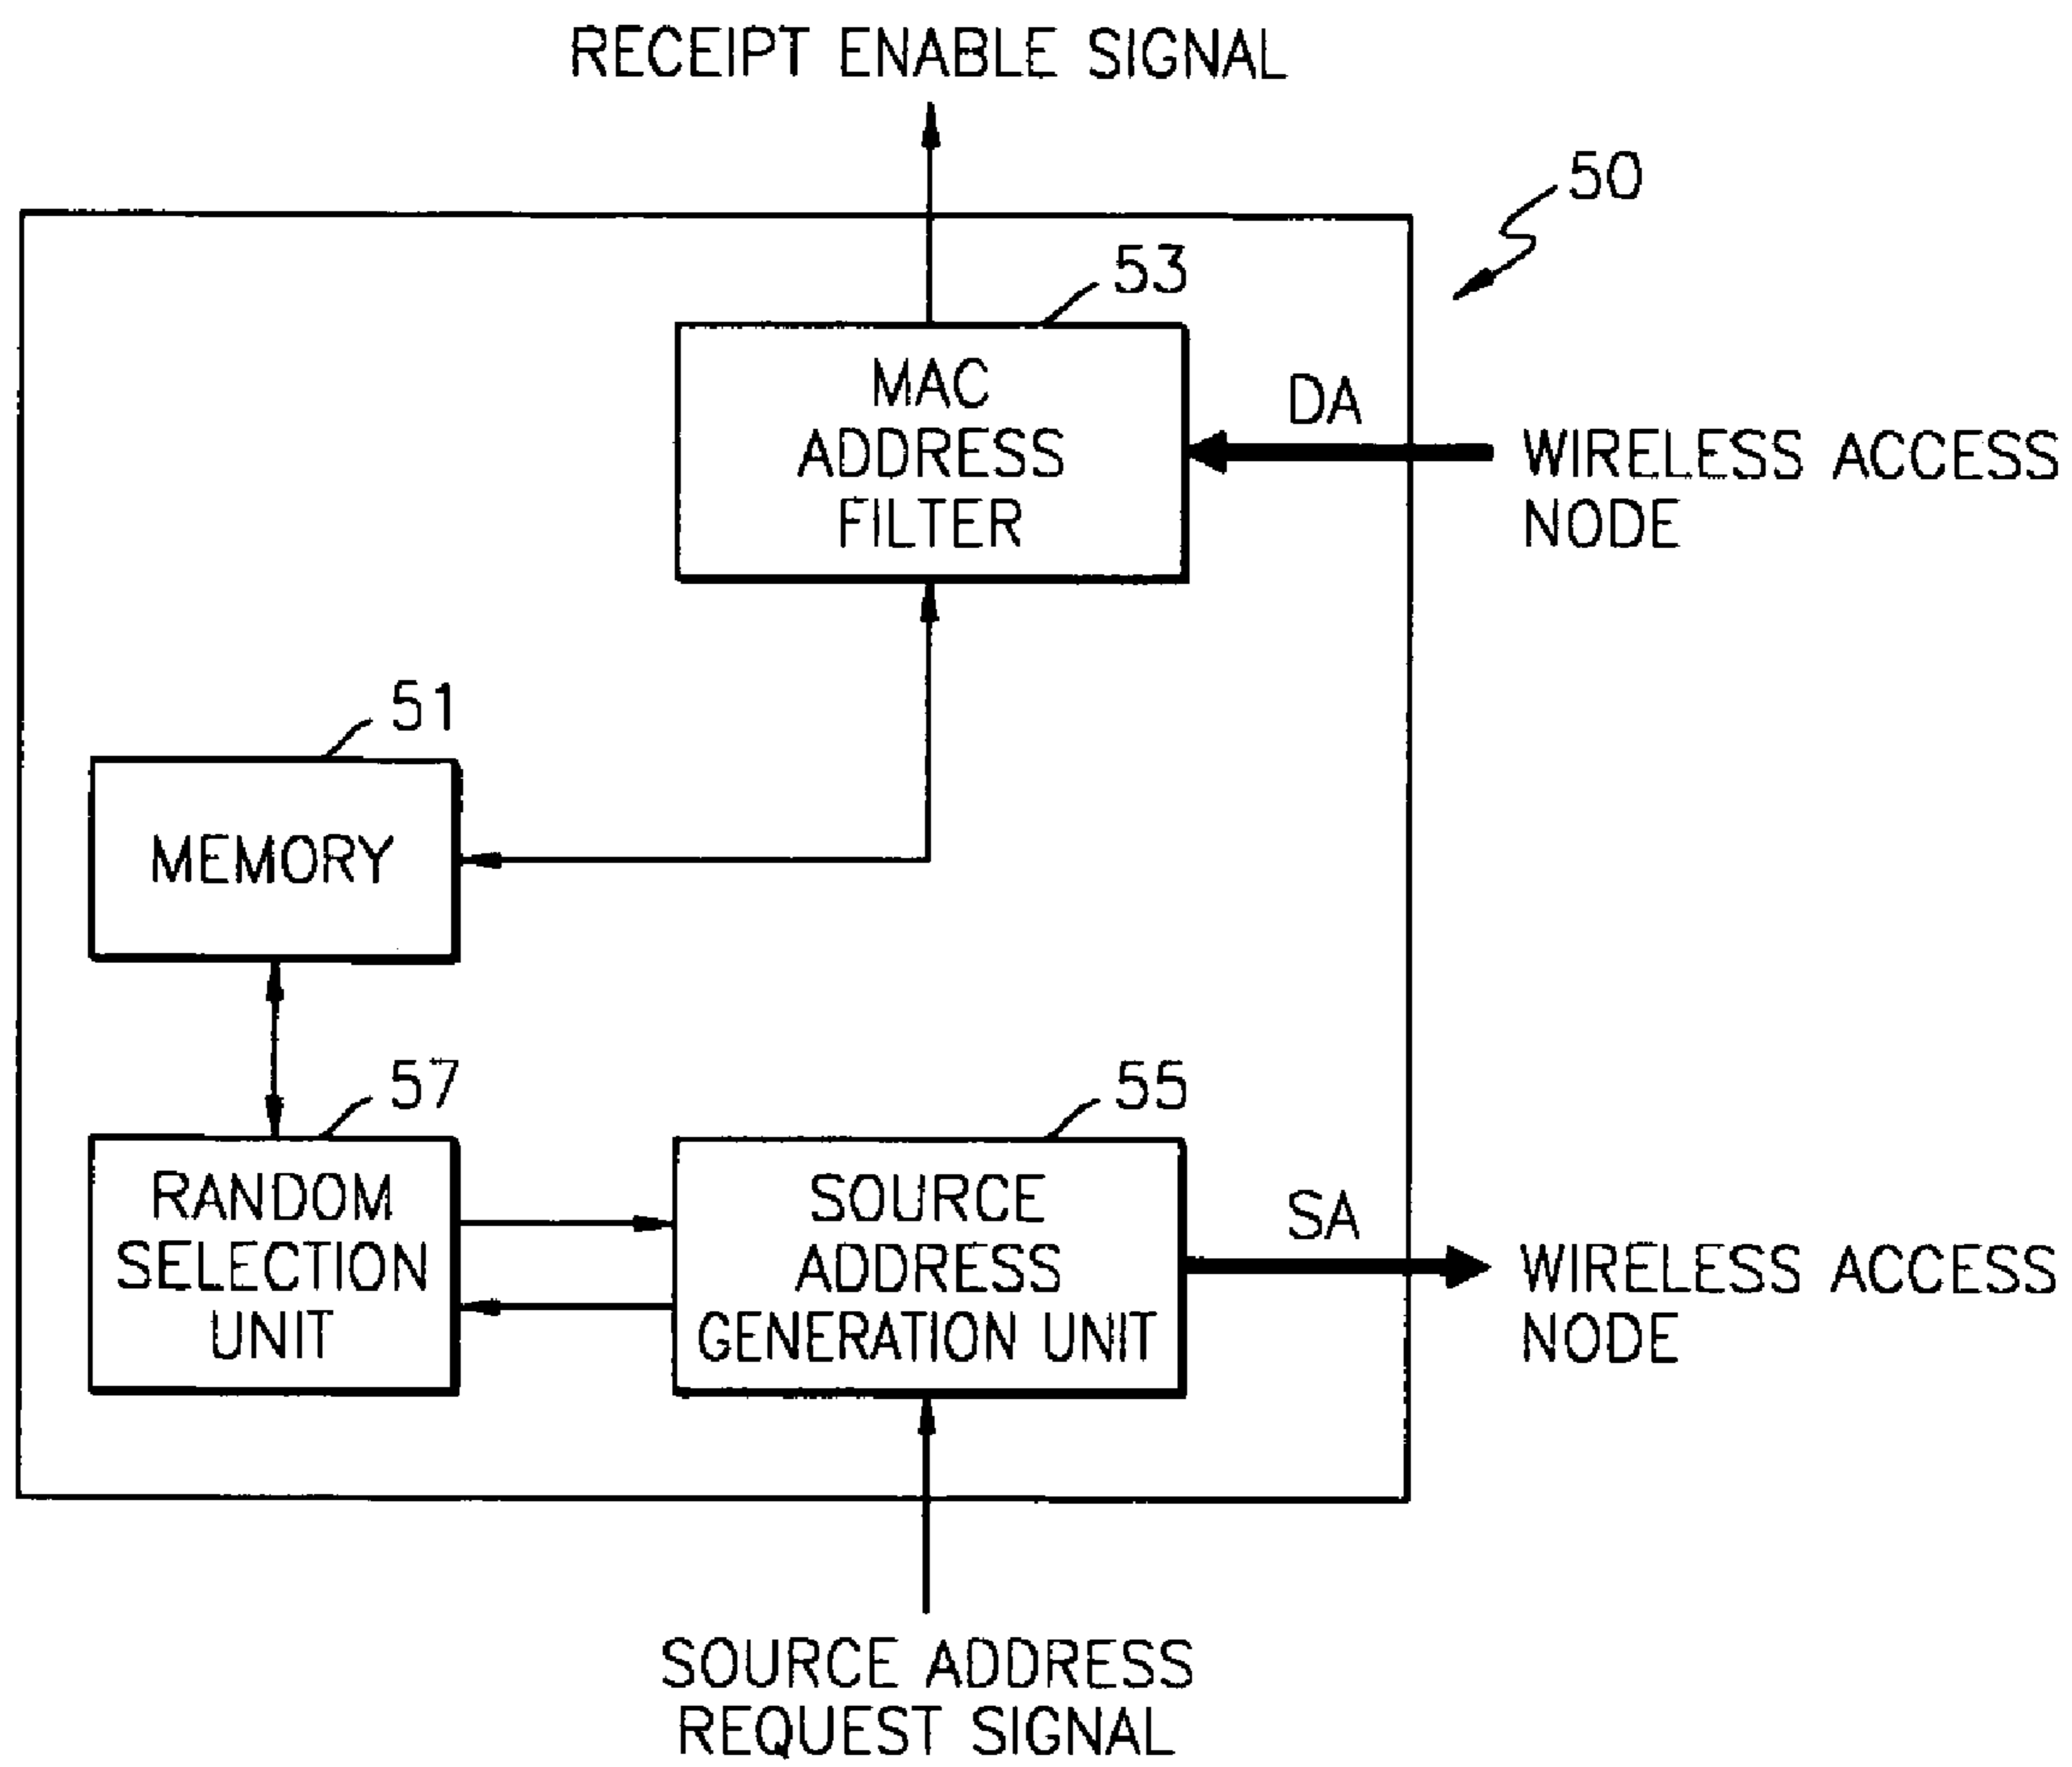 RECEIPT ENABLE SIGNAL
50
53
MAC
ADDRESS
FILTER
DA
WIRELESS ACCESS
NODE
51
MEMORY
57
RANDOM
SELECTION
UNIT
55
SOURCE
ADDRESS
GENERATION UNIT
SA
WIRELESS ACCESS
NODE
SOURCE ADDRESS
REQUEST SIGNAL